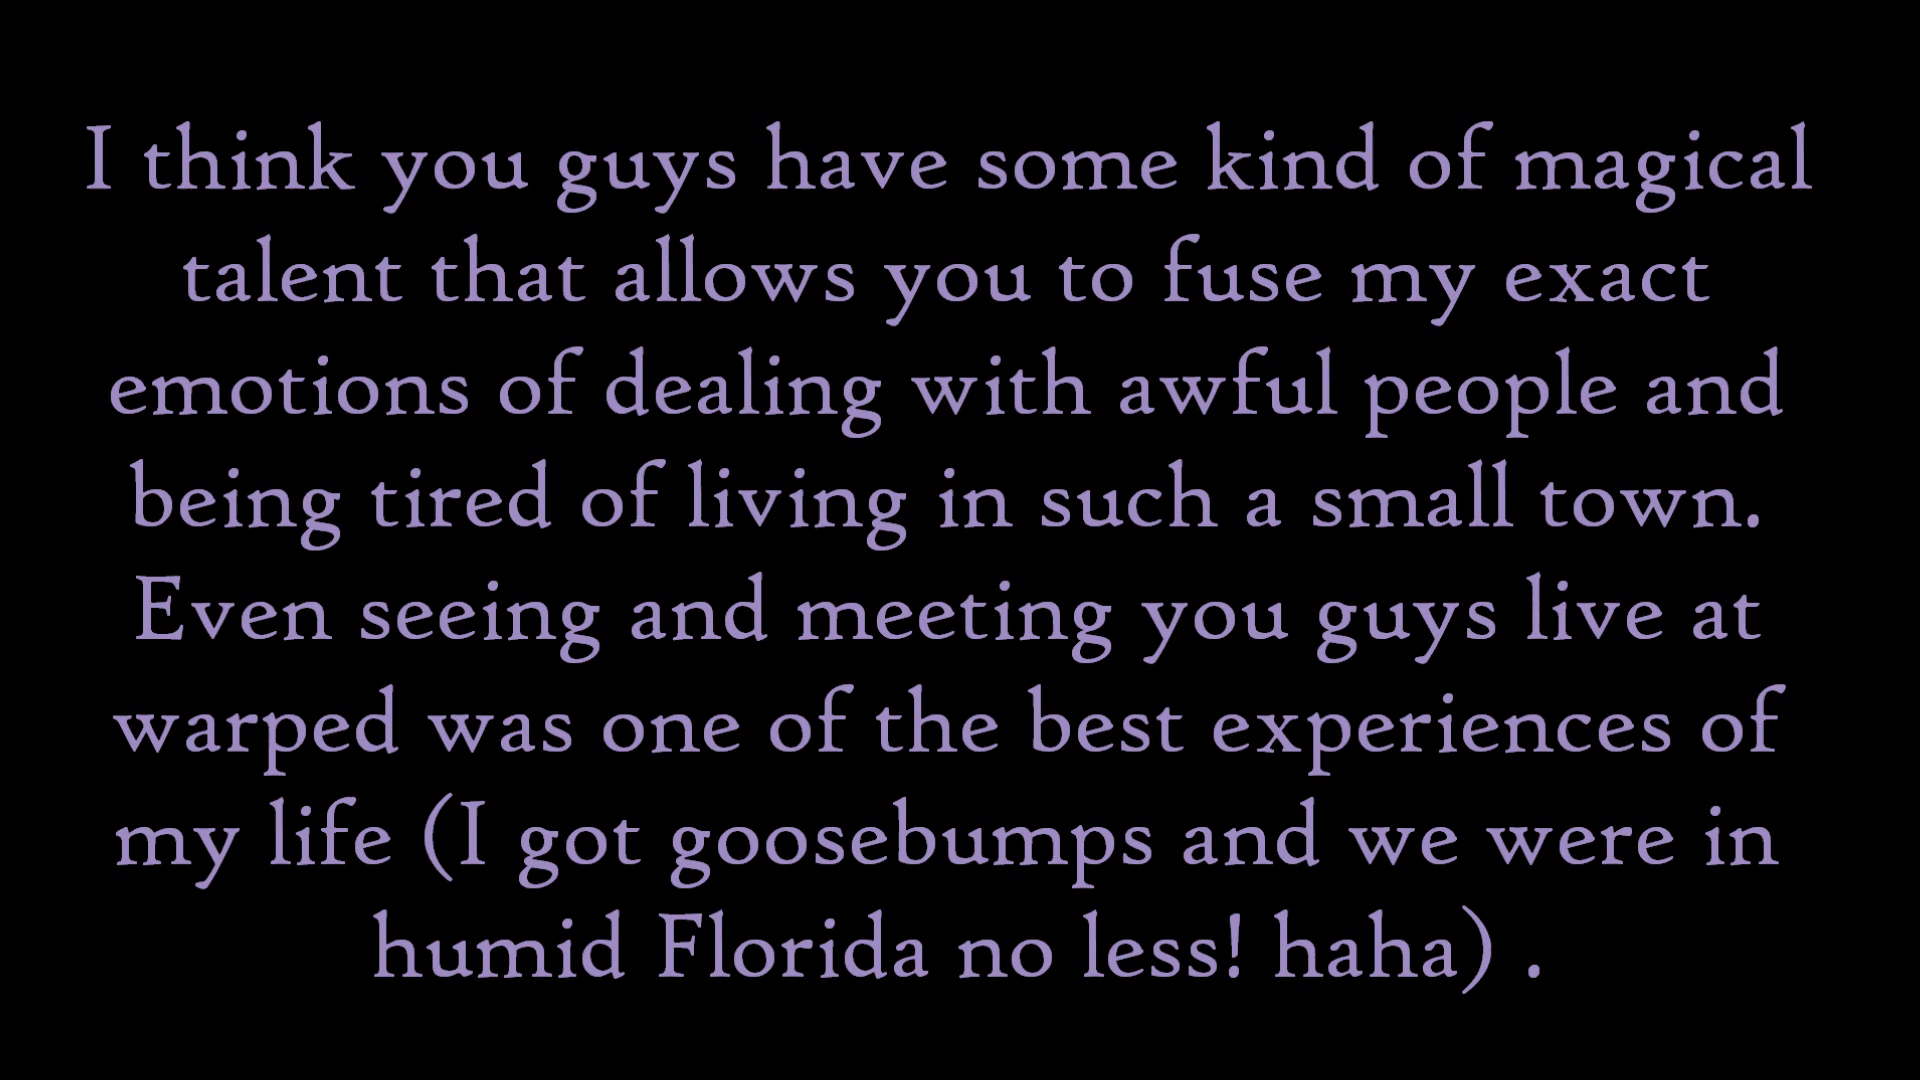 I think you guys have some kind of magical
talent that allows you to fuse my exact
emotions of dealing with awful people and
being tired of living in such a small town.
Even seeing and meeting you guys live at
warped was one of the best experiences of
my life (I got goosebumps and we were in
humid Florida no less! haha) .